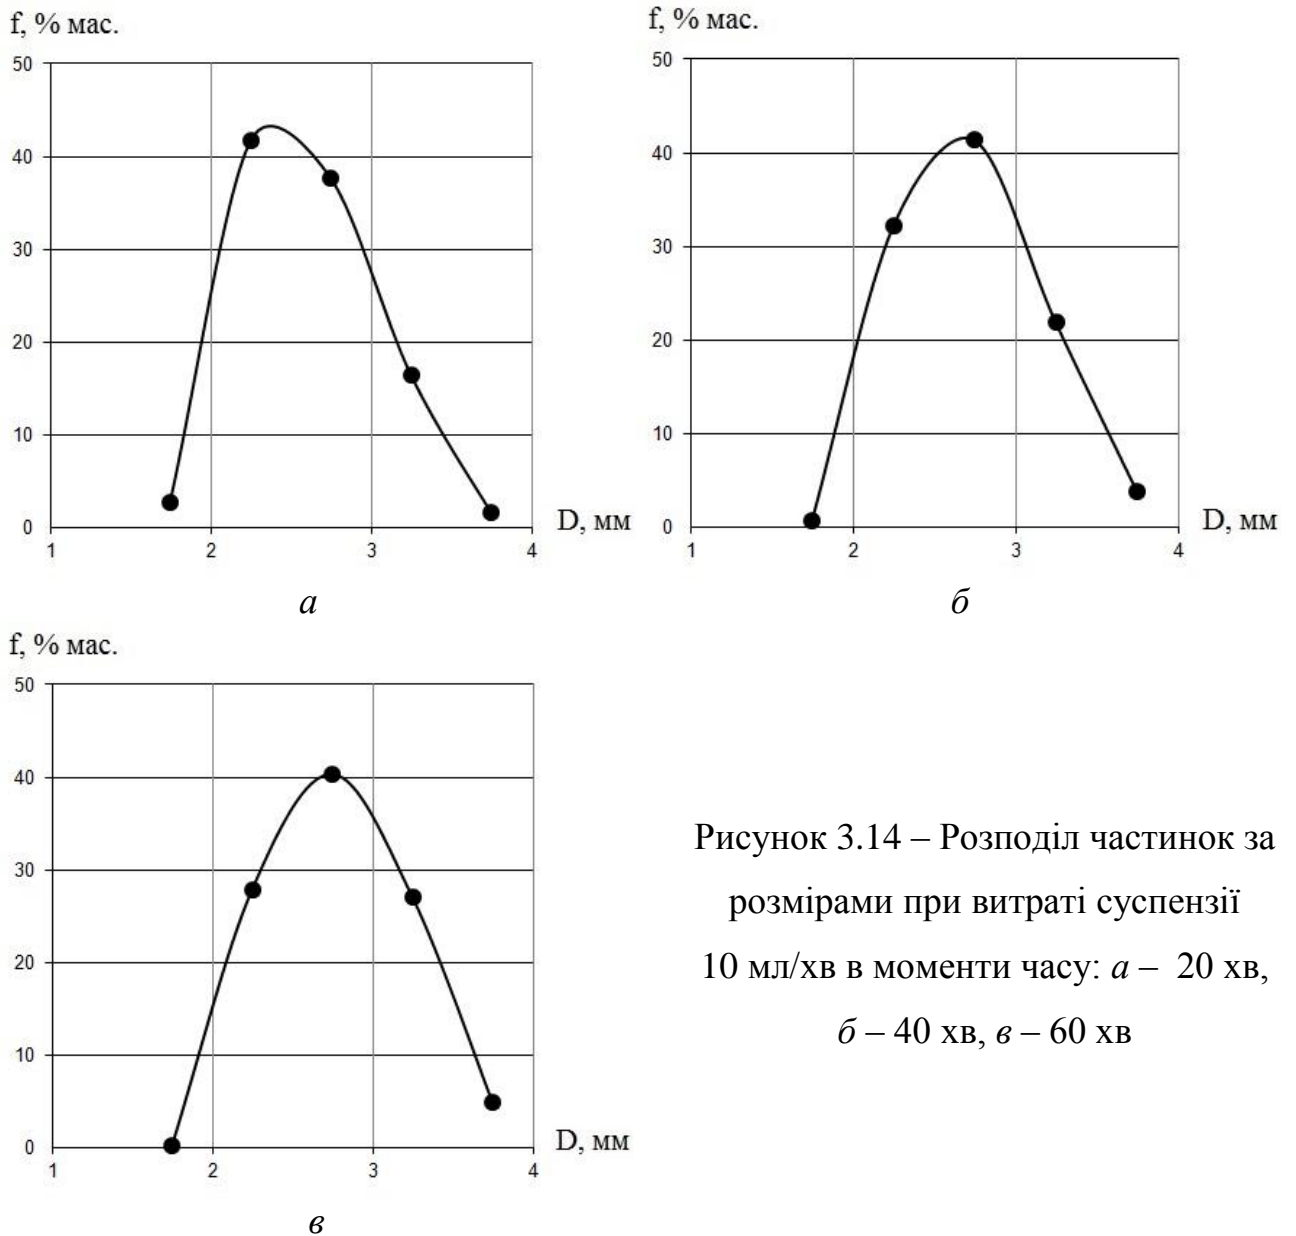 f, % мас.
50
40
30
20
10
0
1 2 3 4
D, мм
а
f, % мас.
50
40
30
20
10
0
1 2 3 4
D, мм
б
f, % мас.
50
40
30
20
10
0
1 2 3 4
D, мм
в
Рисунок 3.14 – Розподіл частинок за
розмірами при витраті суспензії
10 мл/хв в моменти часу: а – 20 хв,
б – 40 хв, в – 60 хв